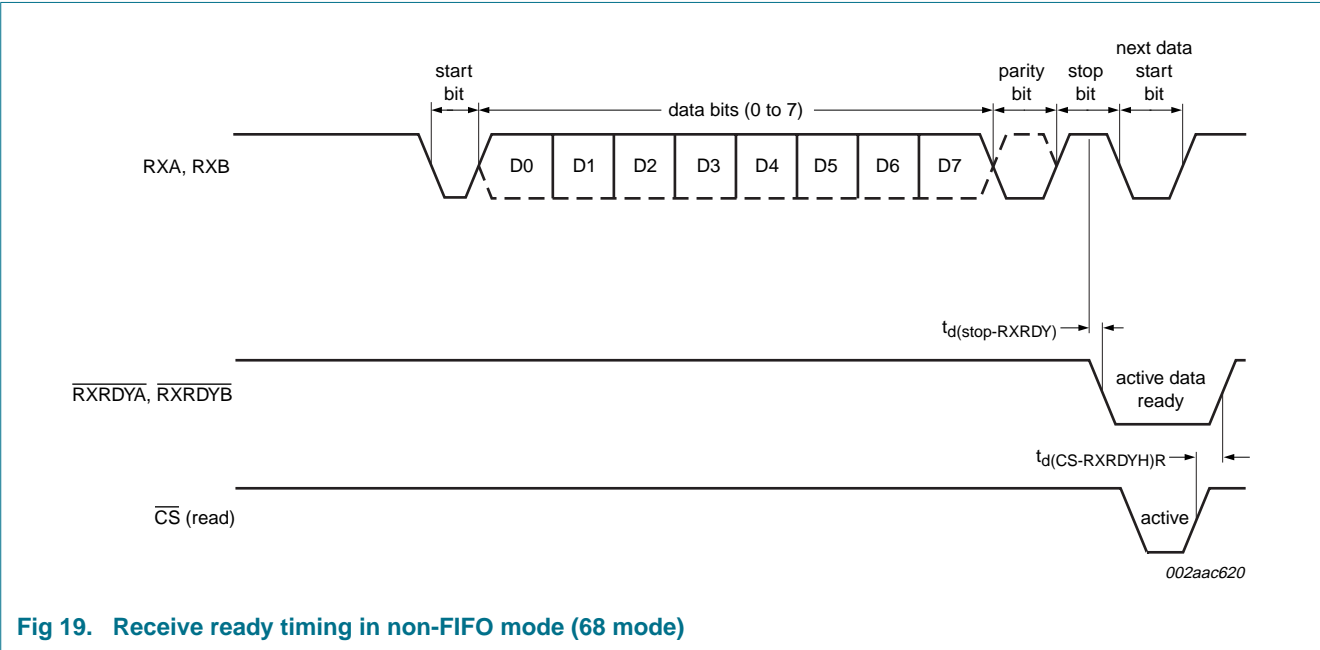 next data
start
bit
start
bit
parity
bit
stop
bit
data bits (0 to 7)
RXA, RXB
D0 D1 D2 D3 D4 D5 D6 D7
td(stop-RXRDY)
RXRDYA, RXRDYB
active data
ready
td(CS-RXRDYH)R
CS (read)
active
002aac620
Fig 19. Receive ready timing in non-FIFO mode (68 mode)